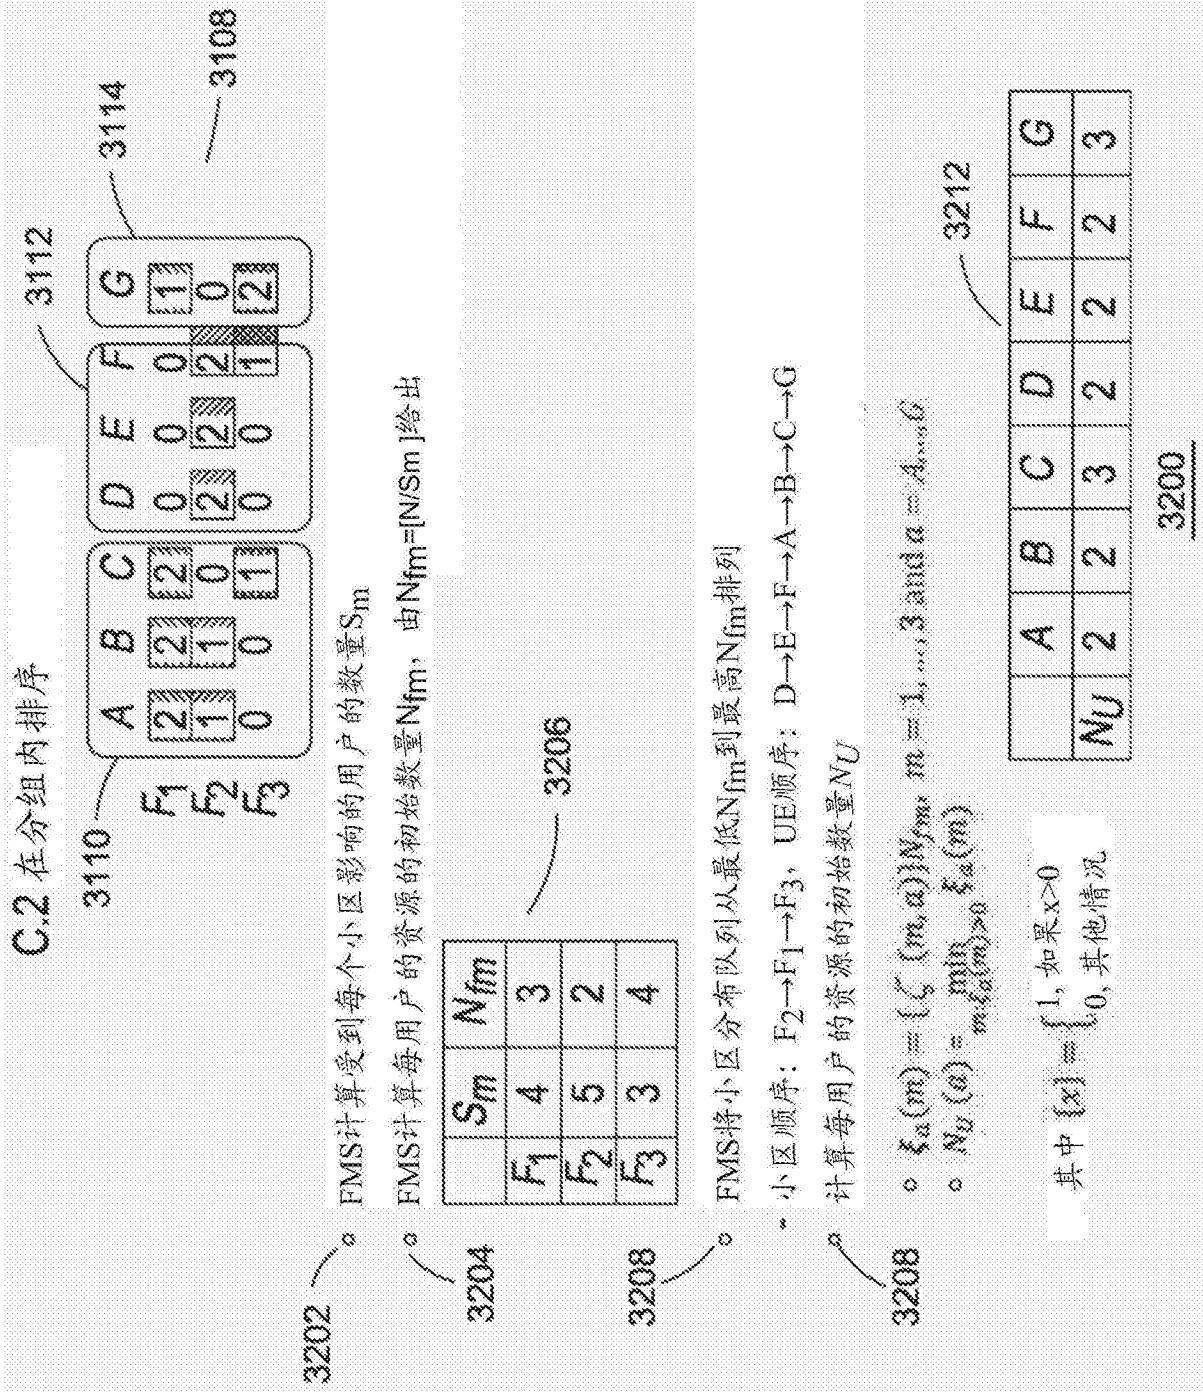 C.2 在分组内排序
3110
3112
3114
3108
A B C D E F G
F1 2 2 2 0 0 0 1
F2 1 1 0 2 2 2 0
F3 0 0 1 0 0 1 2
3202
FMS计算受到每个小区影响的用户的数量Sm
3204
FMS计算每用户的资源的初始数量Nfm, 由Nfm=[N/Sm]给出
3206
Sm Nfm
F1 4 3
F2 5 2
F3 3 4
3208
FMS将小区分布队列从最低Nfm到最高Nfm排列
- 小区顺序: F2→F1→F3, UE顺序: D→E→F→A→B→C→G
3208
计算每用户的资源的初始数量NU
ξa(m) = {ζ (m,a)}Nfm, m = 1, ...,3 and a = A...,G
NU (a) = min ξa(m)
m:ξa(m)>0
其中 {x} = { 1, 如果x>0
0, 其他情况
3212
A B C D E F G
NU 2 2 3 2 2 2 3
3200